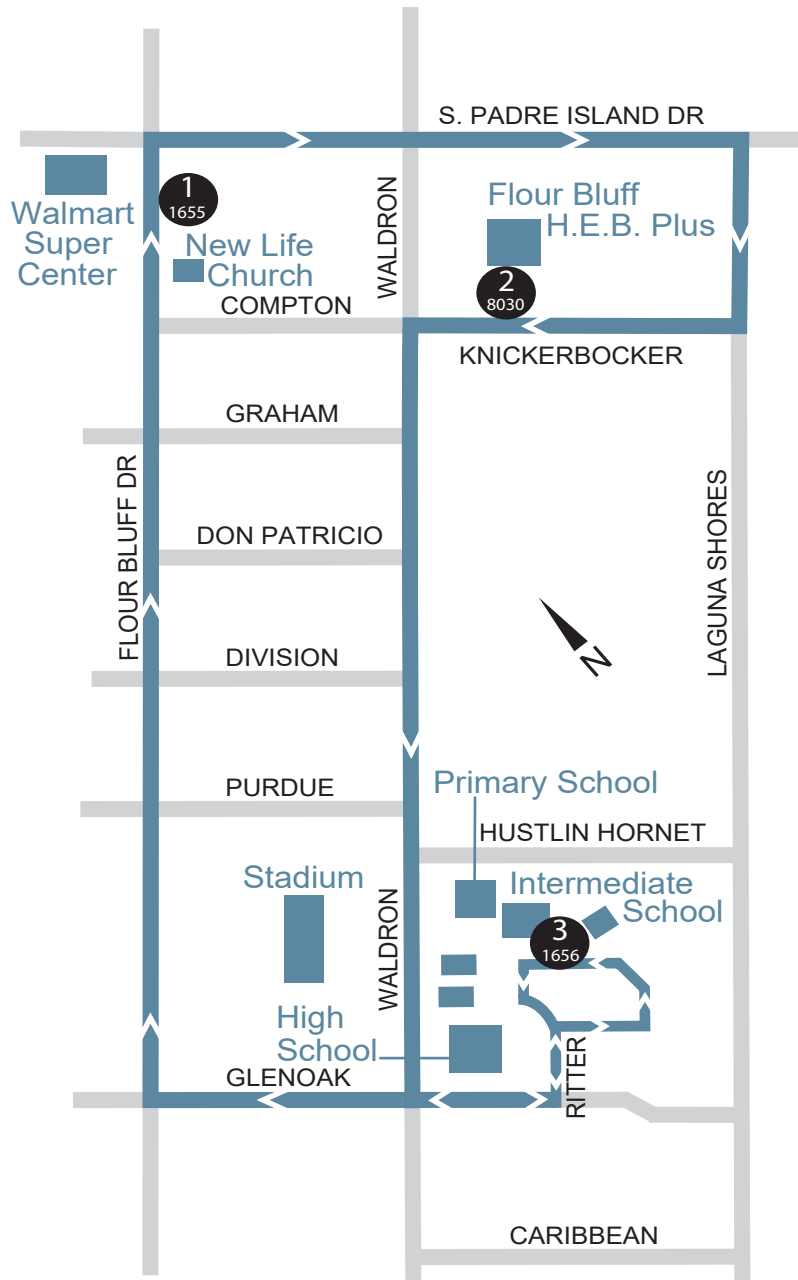 S. PADRE ISLAND DR
1
1655
Walmart
Super
Center
New Life
Church
WALDRON
Flour Bluff
H.E.B. Plus
2
8030
COMPTON
KNICKERBOCKER
GRAHAM
FLOUR BLUFF DR
DON PATRICIO
LAGUNA SHORES
DIVISION
N
PURDUE
Primary School
HUSTLIN HORNET
Stadium
Intermediate
School
WALDRON
3
1656
High
School
GLENOAK
RITTER
CARIBBEAN